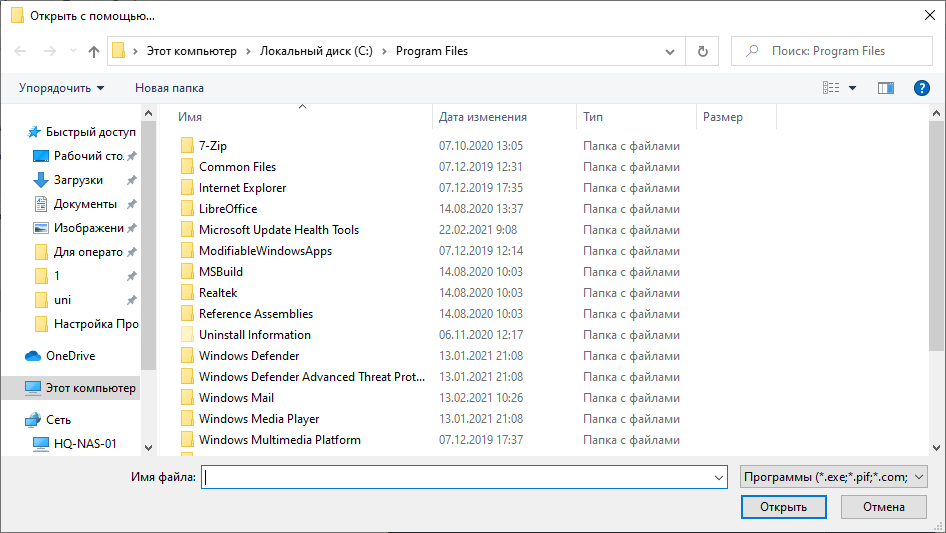 Открыть с помощью...
Этот компьютер › Локальный диск (C:) › Program Files
Поиск: Program Files
Упорядочить
Новая папка
Быстрый доступ
Рабочий сто.
Загрузки
Документы
Изображени
Для операто
1
uni
Настройка Про
OneDrive
Этот компьютер
Сеть
HQ-NAS-01
Имя Дата изменения Тип Размер
7-Zip 07.10.2020 13:05 Папка с файлами
Common Files 07.12.2019 12:31 Папка с файлами
Internet Explorer 07.12.2019 17:35 Папка с файлами
LibreOffice 14.08.2020 13:37 Папка с файлами
Microsoft Update Health Tools 22.02.2021 9:08 Папка с файлами
ModifiableWindowsApps 07.12.2019 12:14 Папка с файлами
MSBuild 14.08.2020 10:03 Папка с файлами
Realtek 14.08.2020 10:03 Папка с файлами
Reference Assemblies 14.08.2020 10:03 Папка с файлами
Uninstall Information 06.11.2020 12:17 Папка с файлами
Windows Defender 13.01.2021 21:08 Папка с файлами
Windows Defender Advanced Threat Prot... 13.01.2021 21:08 Папка с файлами
Windows Mail 13.02.2021 10:26 Папка с файлами
Windows Media Player 13.01.2021 21:08 Папка с файлами
Windows Multimedia Platform 07.12.2019 17:37 Папка с файлами
Имя файла:
Программы (*.exe;*.pif;*.com;
Открыть
Отмена